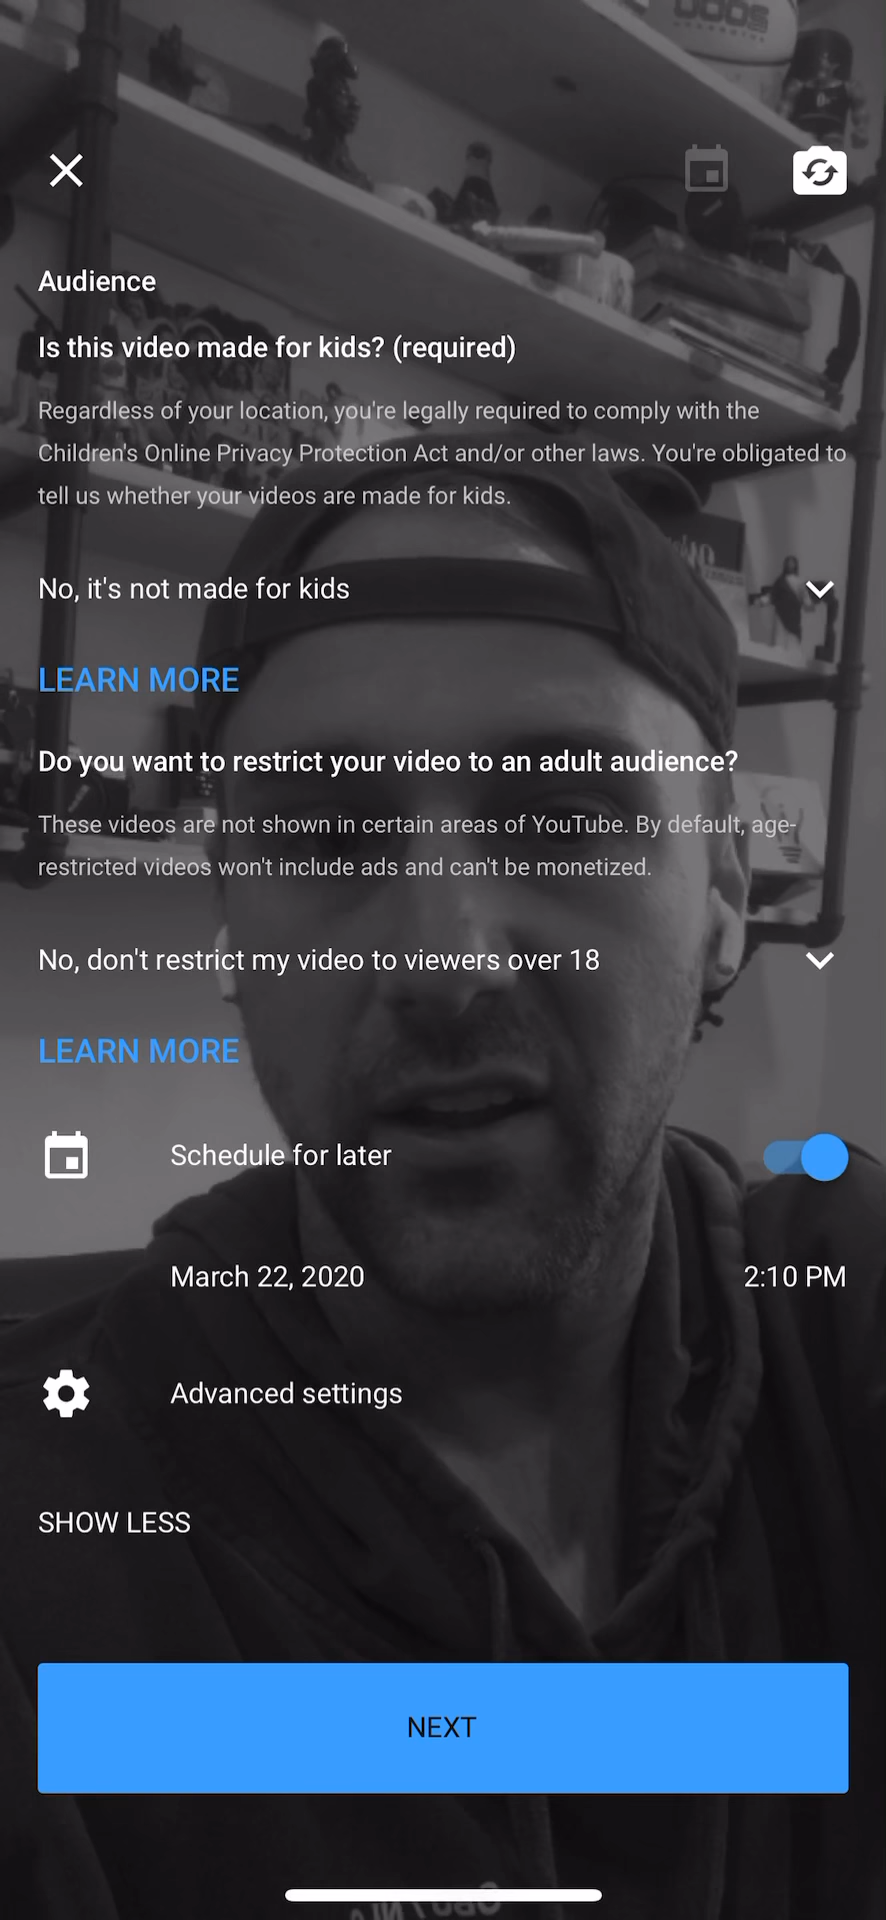 Audience
Is this video made for kids? (required)
Regardless of your location, you're legally required to comply with the
Children's Online Privacy Protection Act and/or other laws. You're obligated to
tell us whether your videos are made for kids.
No, it's not made for kids
LEARN MORE
Do you want to restrict your video to an adult audience?
These videos are not shown in certain areas of YouTube. By default, age-
restricted videos won't include ads and can't be monetized.
No, don't restrict my video to viewers over 18
LEARN MORE
Schedule for later
March 22, 2020 2:10 PM
Advanced settings
SHOW LESS
NEXT